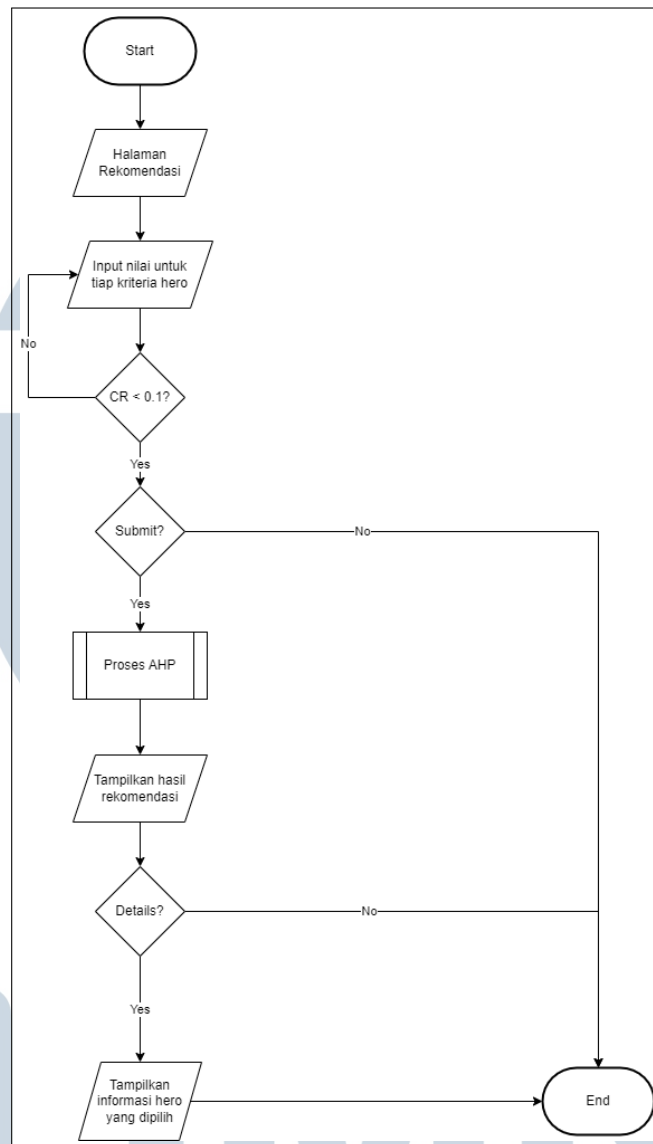 Start
Halaman
Rekomendasi
Input nilai untuk
tiap kriteria hero
No
CR < 0.1?
Yes
Submit?
No
Yes
Proses AHP
Tampilkan hasil
rekomendasi
Details?
No
Yes
Tampilkan
informasi hero
yang dipilih
End